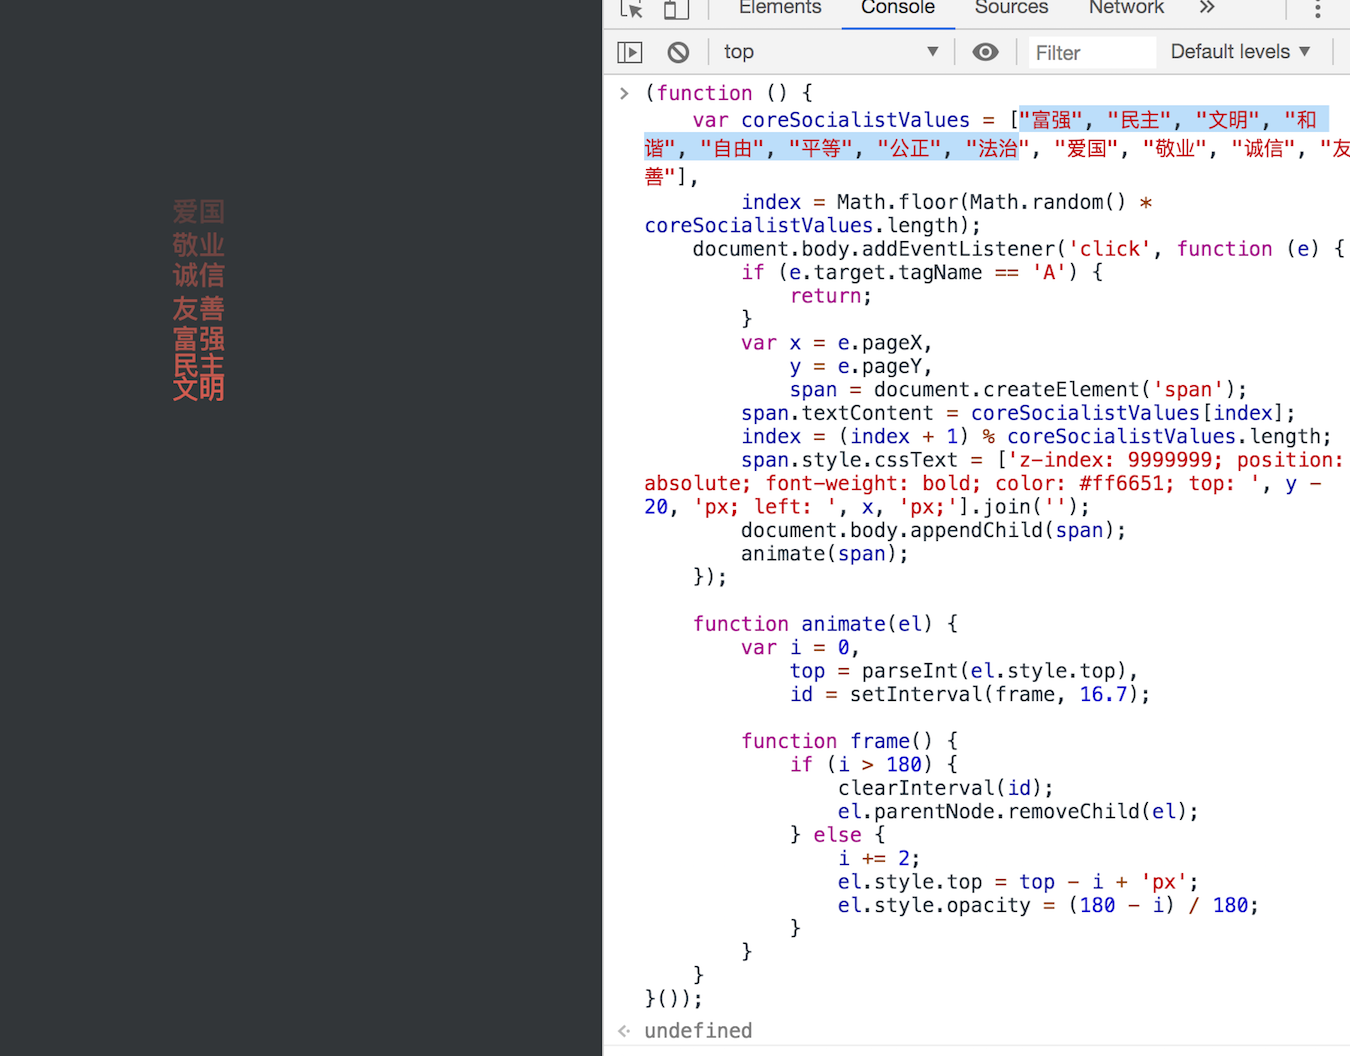 爱国
敬业
诚信
友善
富强
民主
文明
Elements Console Sources Network »
top Filter Default levels
(function () {
var coreSocialistValues = ["富强", "民主", "文明", "和
谐", "自由", "平等", "公正", "法治", "爱国", "敬业", "诚信", "友
善"],
index = Math.floor(Math.random() *
coreSocialistValues.length);
document.body.addEventListener('click', function (e) {
if (e.target.tagName == 'A') {
return;
}
var x = e.pageX,
y = e.pageY,
span = document.createElement('span');
span.textContent = coreSocialistValues[index];
index = (index + 1) % coreSocialistValues.length;
span.style.cssText = ['z-index: 9999999; position:
absolute; font-weight: bold; color: #ff6651; top: ', y -
20, 'px; left: ', x, 'px;'].join('');
document.body.appendChild(span);
animate(span);
});
function animate(el) {
var i = 0,
top = parseInt(el.style.top),
id = setInterval(frame, 16.7);
function frame() {
if (i > 180) {
clearInterval(id);
el.parentNode.removeChild(el);
} else {
i += 2;
el.style.top = top - i + 'px';
el.style.opacity = (180 - i) / 180;
}
}
}
}());
undefined